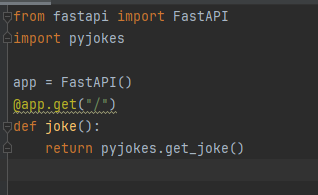 from fastapi import FastAPI
import pyjokes

app = FastAPI()
@app.get("/")
def joke():
    return pyjokes.get_joke()